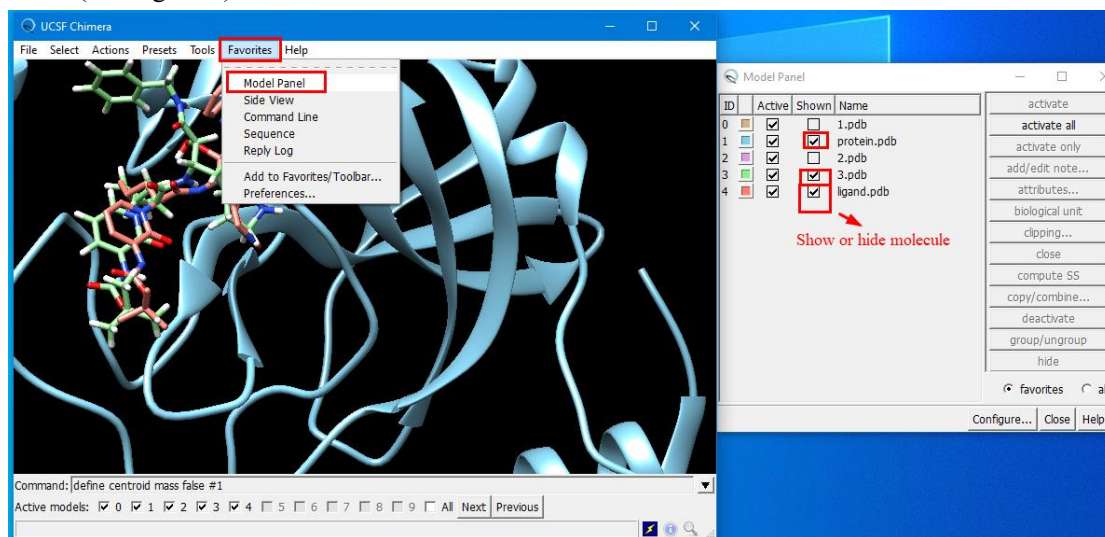 UCSF Chimera
File Select Actions Presets Tools Favorites Help
Model Panel
Side View
Command Line
Sequence
Reply Log
Add to Favorites/Toolbar...
Preferences...
Command: define centroid mass false #1
Active models: 0 1 2 3 4 5 6 7 8 9 All Next Previous
Model Panel
ID Active Shown Name
0 1.pdb
1 protein.pdb
2 2.pdb
3 3.pdb
4 ligand.pdb
Show or hide molecule
activate
activate all
activate only
add/edit note...
attributes...
biological unit
clipping...
close
compute SS
copy/combine...
deactivate
group/ungroup
hide
favorites
Configure... Close Help